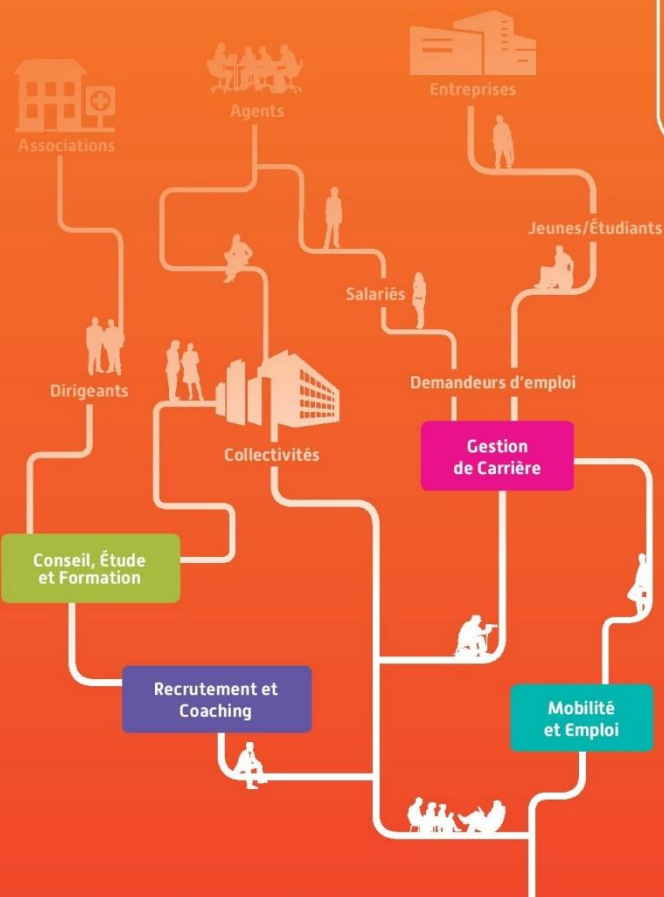 Entreprises
Agents
Associations
Jeunes/Étudiants
Salariés
Demandeurs d'emploi
Dirigeants
Collectivités
Gestion
de Carrière
Conseil, Étude
et Formation
Recrutement et
Coaching
Mobilité
et Emploi